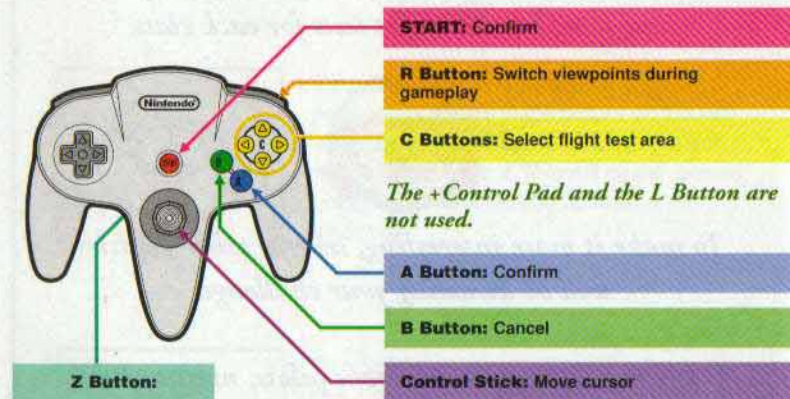 START: Confirm
R Button: Switch viewpoints during
gameplay
Nintendo
C Buttons: Select flight test area
C
B
A
The +Control Pad and the L Button are
not used.
A Button: Confirm
B Button: Cancel
Z Button:
Control Stick: Move cursor